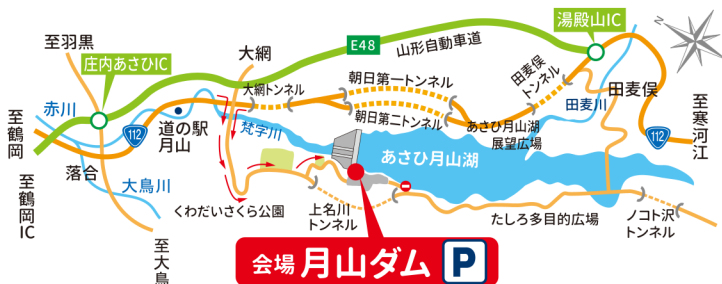 至羽黒
庄内あさひIC
大網
E48
山形自動車道
湯殿山IC
N
至鶴岡
赤川
112
道の駅
月山
大網トンネル
梵字川
朝日第一トンネル
朝日第二トンネル
あさひ月山湖
展望広場
田麦俣
トンネル
田麦川
田麦俣
112
至寒河江
至鶴岡IC
落合
大鳥川
至大鳥
くわだいさくら公園
上名川
トンネル
あさひ月山湖
たしろ多目的広場
ノコト沢
トンネル
会場 月山ダム P